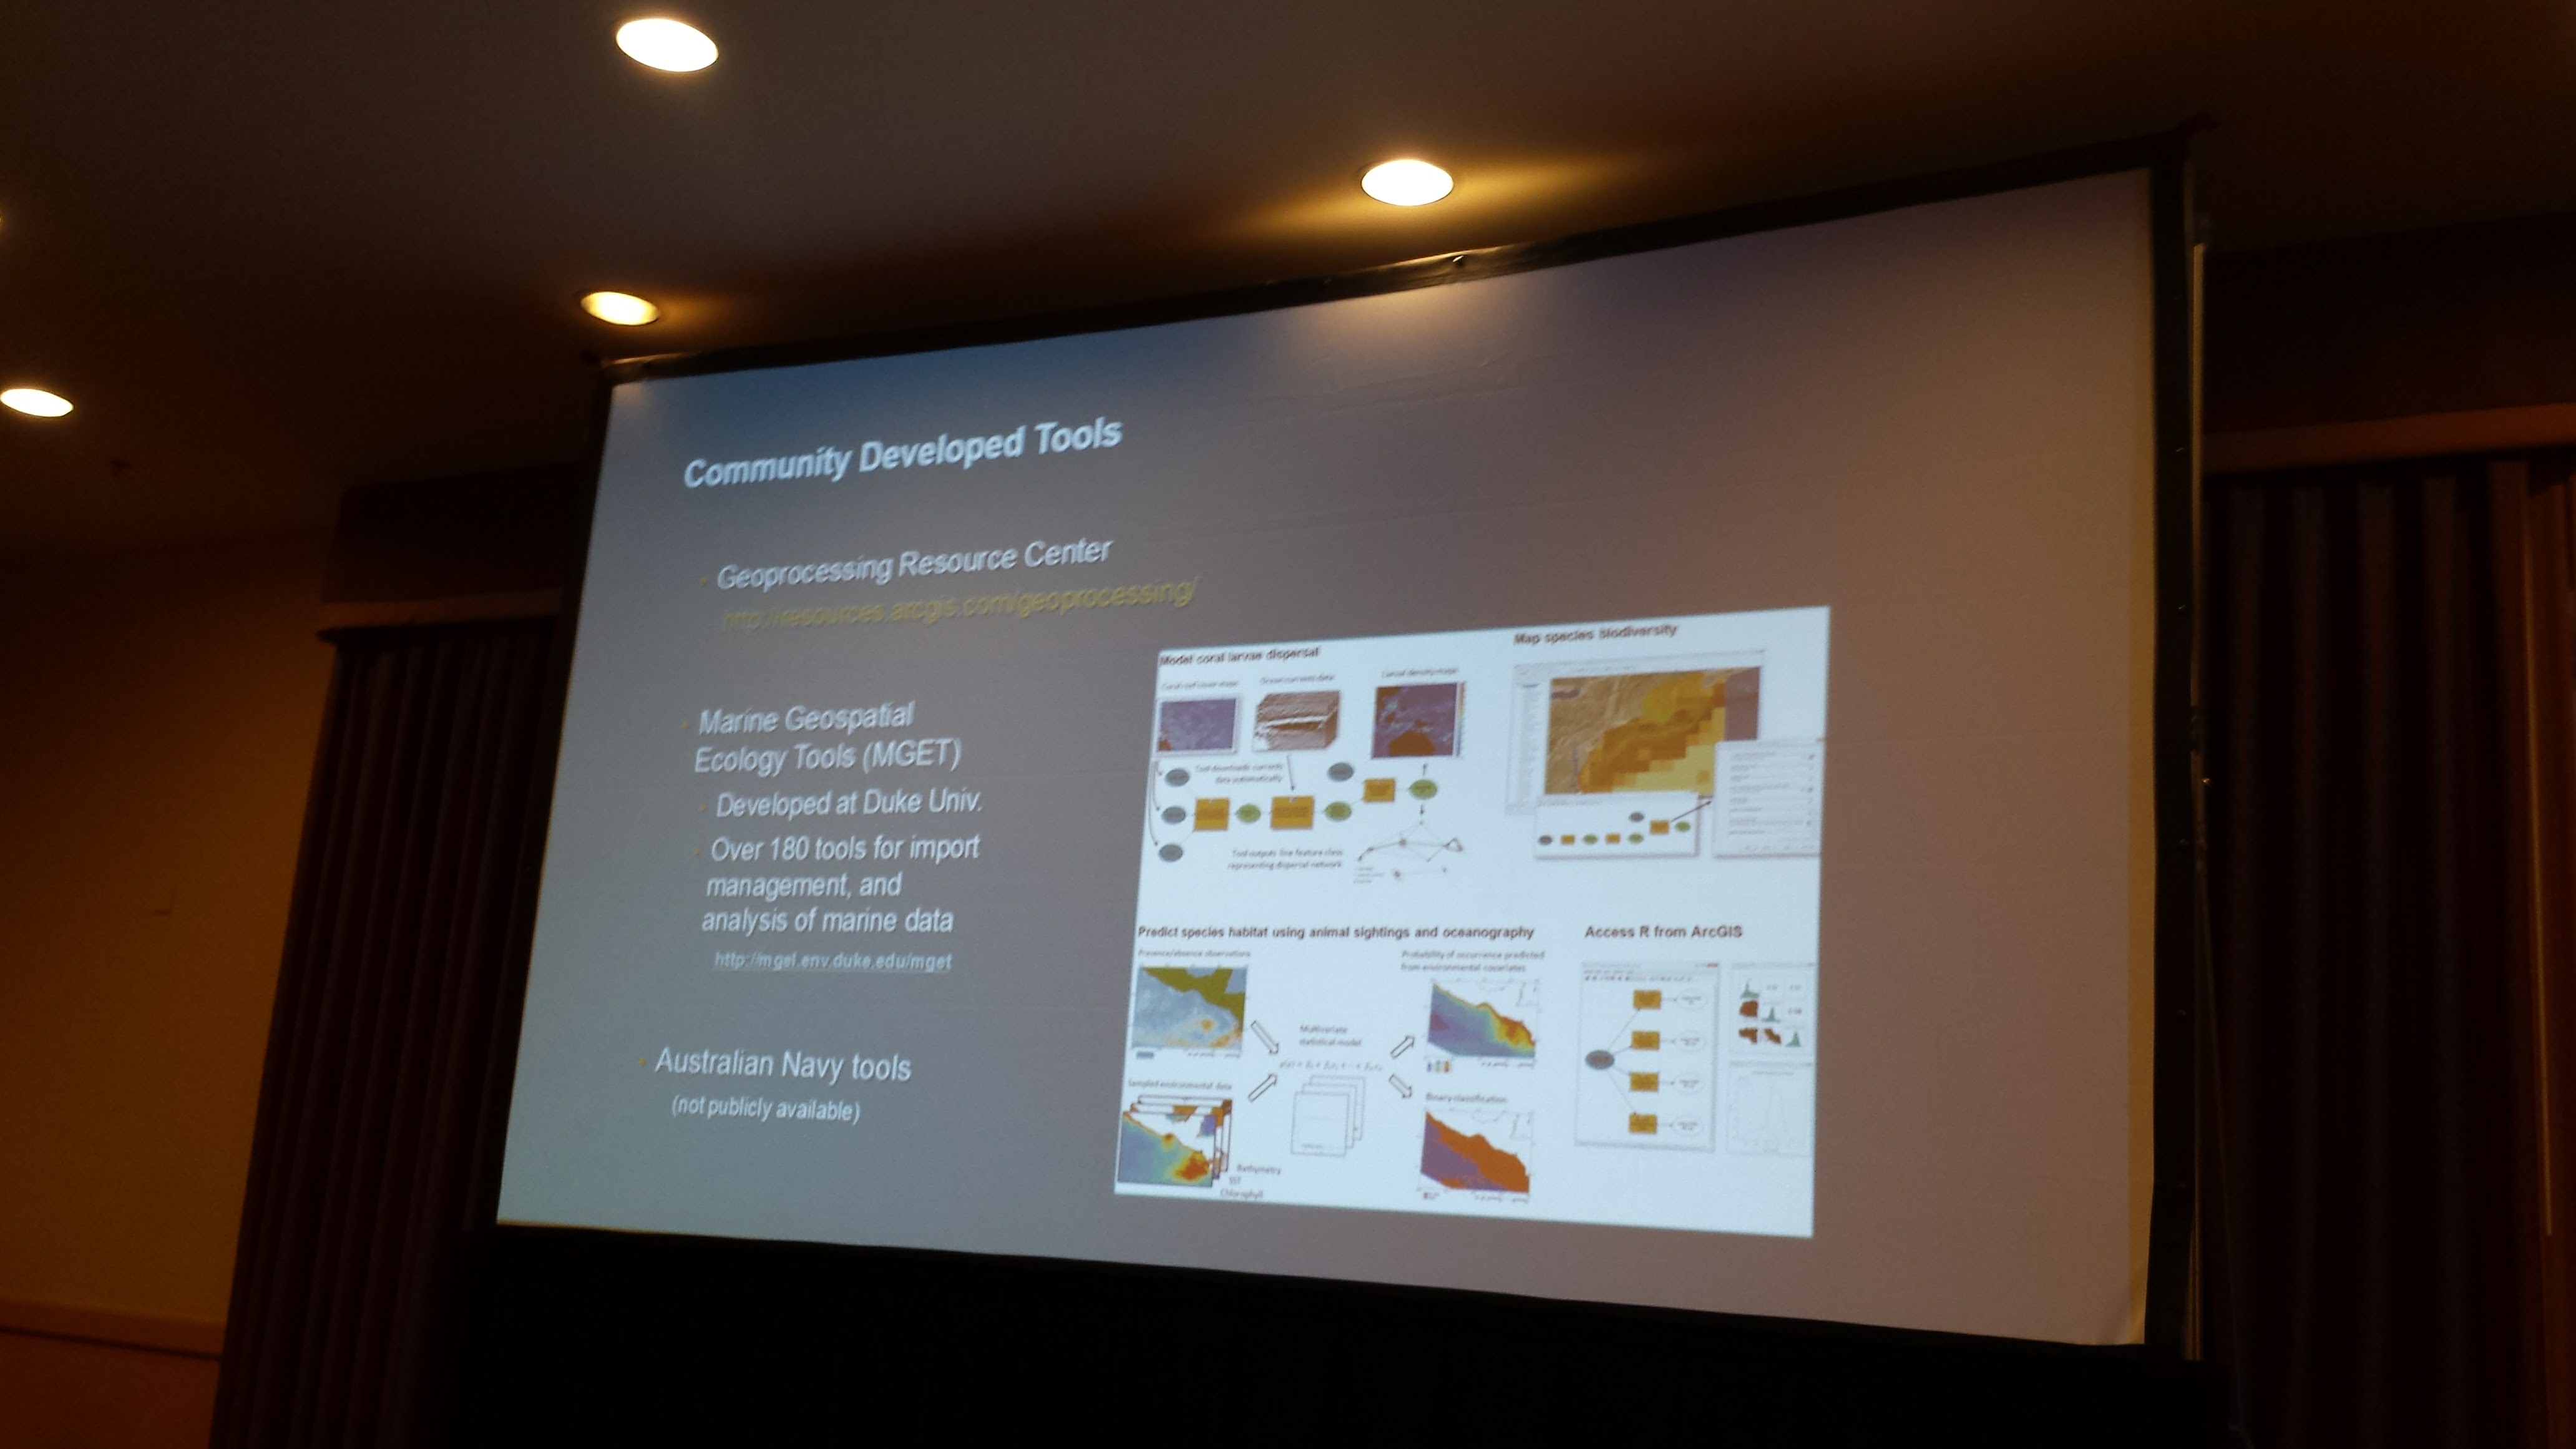 Community Developed Tools
Geoprocessing Resource Center
http://resources.arcgis.com/geoprocessing/
Marine Geospatial
Ecology Tools (MGET)
Developed at Duke Univ.
Over 180 tools for import
management, and
analysis of marine data
http://mgel.env.duke.edu/mget
Australian Navy tools
(not publicly available)
Model coral larvae dispersal
Coral reef cover maps
Ocean currents data
Larval density maps
Tool downloads currents
data automatically
Tool outputs line feature class
representing dispersal network
Map species biodiversity
Predict species habitat using animal sightings and oceanography
Presence/absence observations
Probability of occurrence predicted
from environmental covariates
Multivariate
statistical model
Sampled environmental data
Binary classification
Bathymetry
SST
Chlorophyll
Access R from ArcGIS